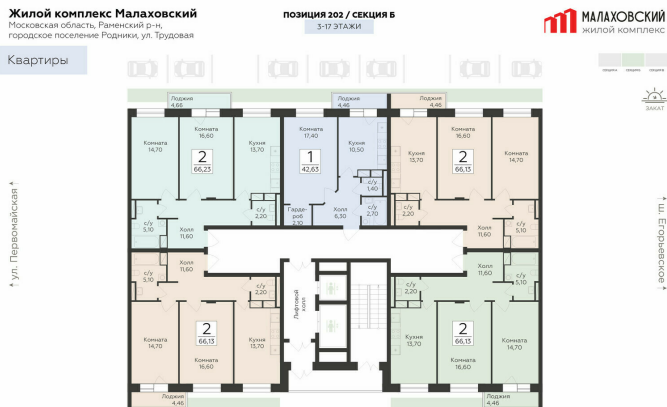 Жилой комплекс Малаховский
Московская область, Раменский р-н,
городское поселение Родники, ул. Трудовая
ПОЗИЦИЯ 202 / СЕКЦИЯ Б
3-17 ЭТАЖИ
МАЛАХОВСКИЙ
жилой комплекс
Квартиры
ЗАКАТ
ул. Первомайская
ш. Егорьевское
Лоджия
4,66
Комната
14,70
Комната
16,60
Кухня
13,70
2
66,23
с/у
5,10
Холл
11,60
с/у
2,20
Лоджия
4,46
Комната
17,40
Кухня
10,50
1
42,63
с/у
1,40
Гарде-
роб
2,10
Холл
6,30
с/у
2,70
Лоджия
4,46
Кухня
13,70
Комната
16,60
Комната
14,70
2
66,13
с/у
2,20
Холл
11,60
с/у
5,10
с/у
5,10
Холл
11,60
с/у
2,20
2
66,13
Комната
14,70
Комната
16,60
Кухня
13,70
Лоджия
4,46
Лифтовой
холл
Холл
11,60
с/у
5,10
с/у
2,20
Кухня
13,70
2
66,13
Комната
16,60
Комната
14,70
Лоджия
4,46